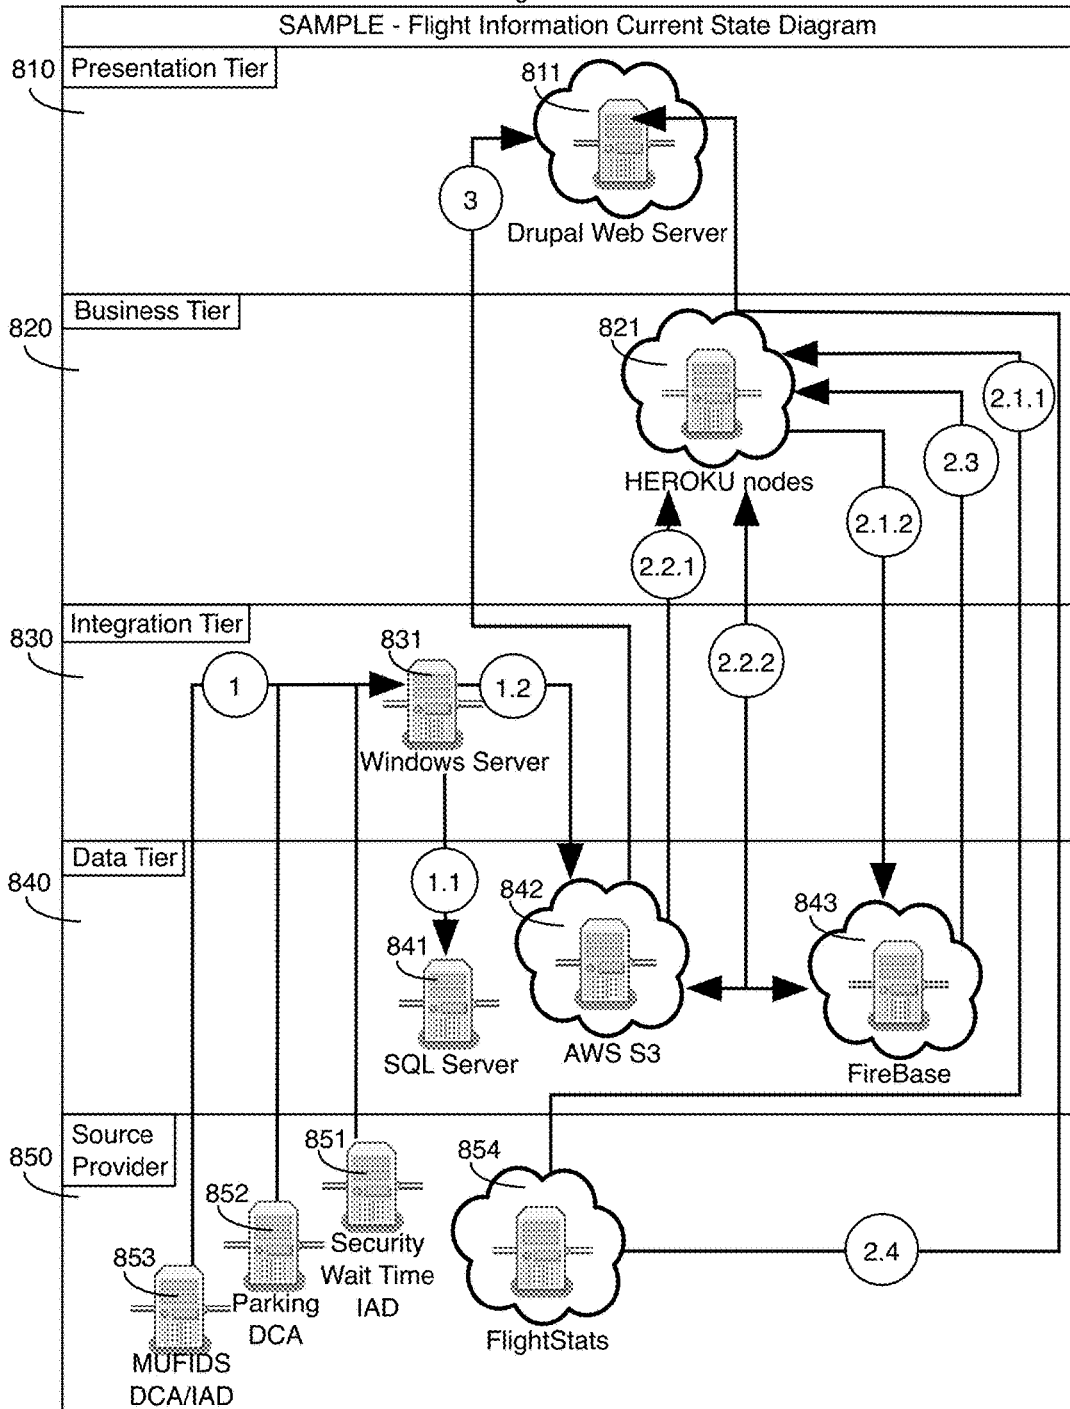 SAMPLE - Flight Information Current State Diagram
810
Presentation Tier
811
3
Drupal Web Server
Business Tier
820
821
2.1.1
2.3
HEROKU nodes
2.1.2
2.2.1
Integration Tier
830
831
2.2.2
1
1.2
Windows Server
Data Tier
840
1.1
842
843
841
SQL Server
AWS S3
FireBase
Source
Provider
850
851
854
852
Security
Wait Time
IAD
2.4
853
Parking
DCA
FlightStats
MUFIDS
DCA/IAD